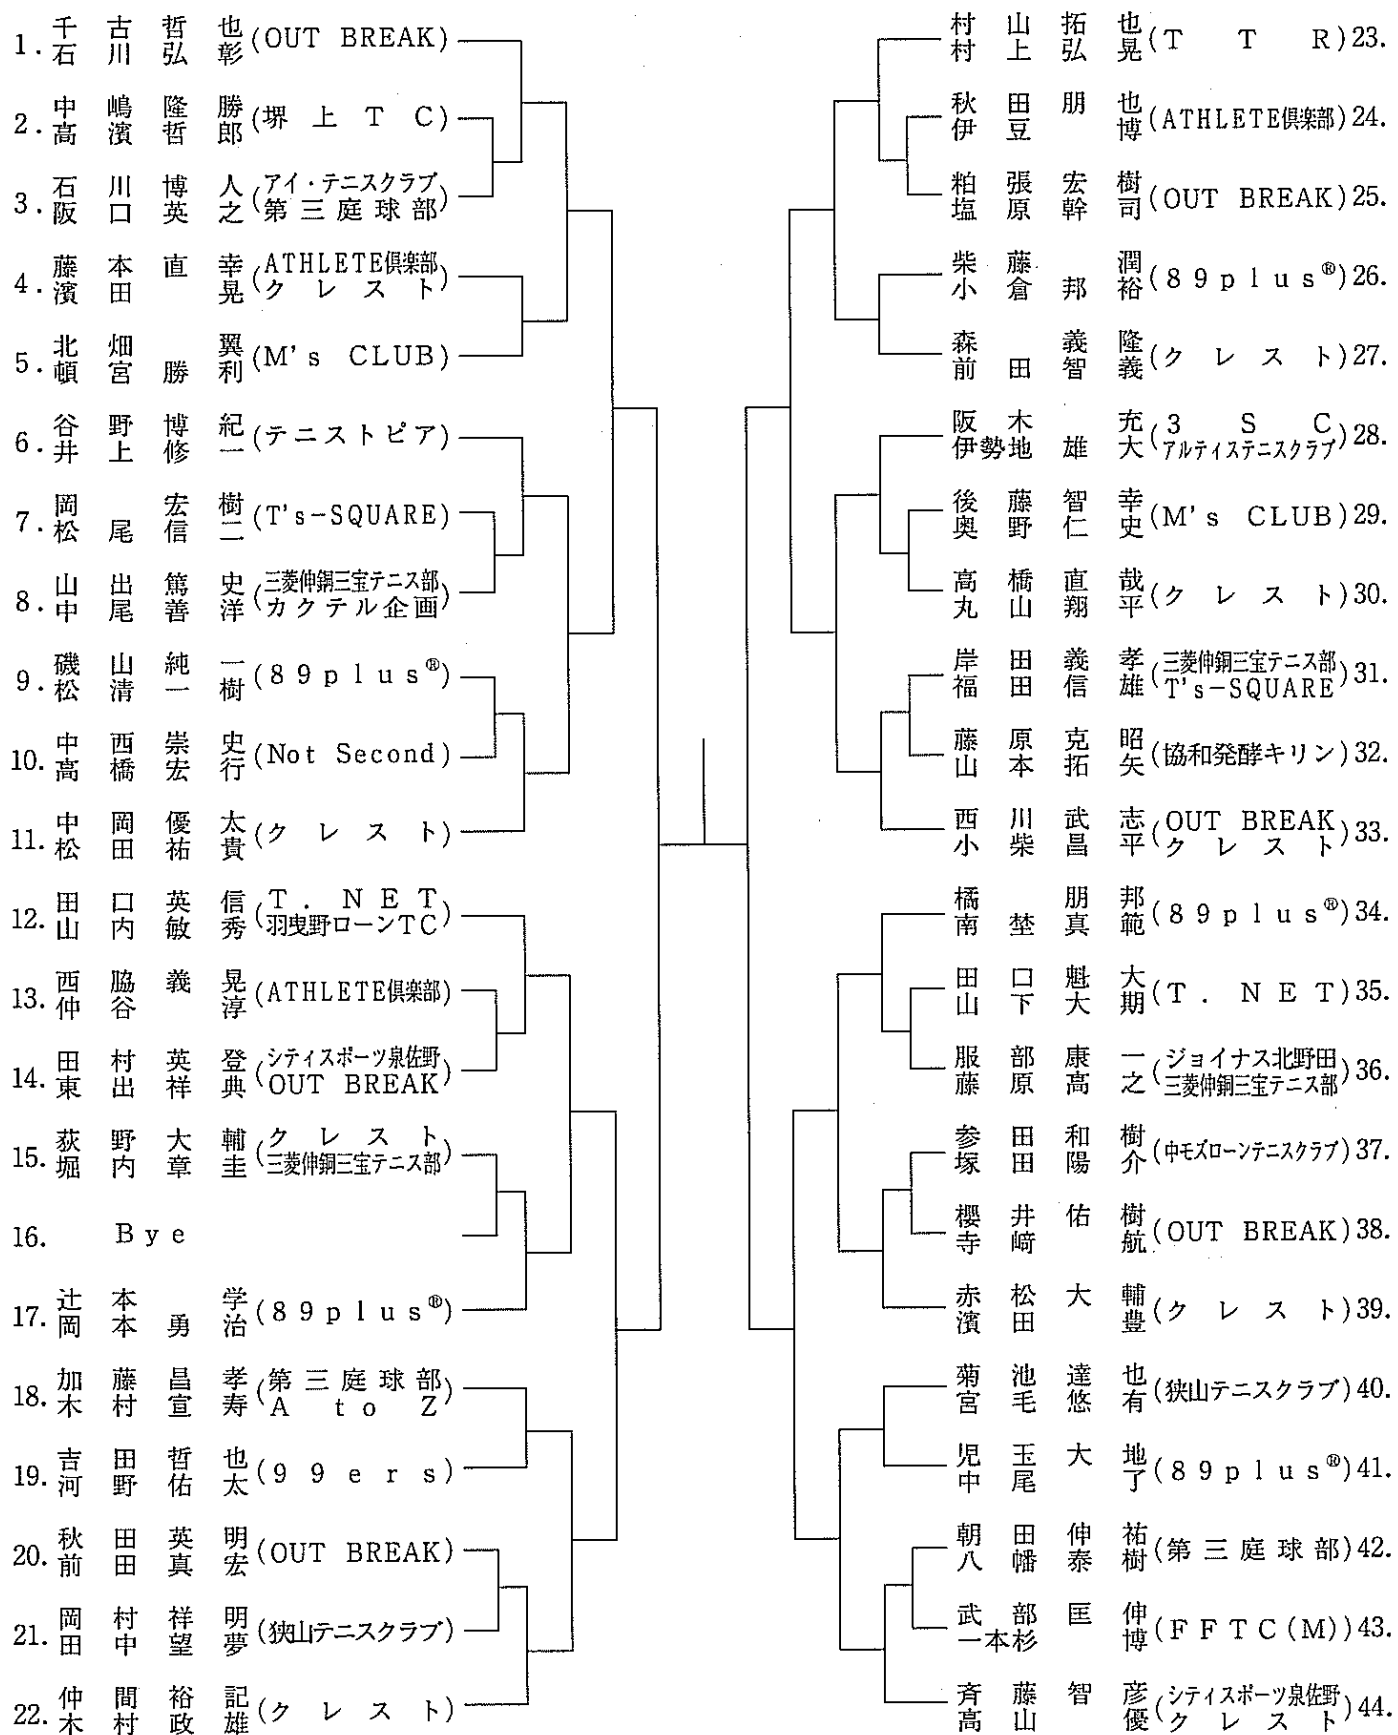 1. 千古哲也 (OUT BREAK)
石川弘彰
2. 中嶋隆勝 (堺上TC)
高濱哲郎
3. 石川博人 (アイ・テニスクラブ
阪口英之 第三庭球部)
4. 藤本直幸 (ATHLETE倶楽部
濱田晃 クレスト)
5. 北畑翼 (M's CLUB)
頓宮勝利
6. 谷野博紀 (テニストピア)
井上修一
7. 岡宏樹 (T's-SQUARE)
松尾信二
8. 山出篤史 (三菱伸銅三宝テニス部
中尾善洋 カクテル企画)
9. 磯山純一 (89plus®)
松清一樹
10. 中西崇史 (Not Second)
高橋宏行
11. 中岡優太 (クレスト)
松田祐貴
12. 田口英信 (T. NET
山内敏秀 羽曳野ローンTC)
13. 西脇義晃 (ATHLETE倶楽部)
仲谷淳
14. 田村英登 (シティスポーツ泉佐野
東出祥典 OUT BREAK)
15. 荻野大輔 (クレスト
堀内章圭 三菱伸銅三宝テニス部)
16. Bye
17. 辻本学 (89plus®)
岡本勇治
18. 加藤昌孝 (第三庭球部
木村宣寿 A to Z)
19. 吉田哲也 (99ers)
河野佑太
20. 秋田英明 (OUT BREAK)
前田真宏
21. 岡村祥明 (狭山テニスクラブ)
田中望夢
22. 仲間裕記 (クレスト)
木村政雄
村山拓也 (TTR) 23.
村上弘晃
秋田朋也 (ATHLETE倶楽部) 24.
伊豆博
粕張宏樹 (OUT BREAK) 25.
塩原幹司
柴藤潤 (89plus®) 26.
小倉邦裕
森義隆 (クレスト) 27.
前田智義
阪木充 (3SC
伊勢地雄大 アルティステニスクラブ) 28.
後藤智幸 (M's CLUB) 29.
奥野仁史
高橋直哉 (クレスト) 30.
丸山翔平
岸田義孝 (三菱伸銅三宝テニス部
福田信雄 T's-SQUARE) 31.
藤原克昭 (協和発酵キリン) 32.
山本拓矢
西川武志 (OUT BREAK
小柴昌平 クレスト) 33.
橘朋邦 (89plus®) 34.
南埜真範
田口魁大 (T. NET) 35.
山下大期
服部康一 (ジョイナス北野田
藤原高之 三菱伸銅三宝テニス部) 36.
参田和樹 (中モズローンテニスクラブ) 37.
塚田陽介
櫻井佑樹 (OUT BREAK) 38.
寺﨑航
赤松大輔 (クレスト) 39.
濱田豊
菊池達也 (狭山テニスクラブ) 40.
宮毛悠有
児玉大地 (89plus®) 41.
中尾了
朝田伸祐 (第三庭球部) 42.
八幡泰樹
武部匡伸 (FFTC(M)) 43.
一本杉博
斉藤智彦 (シティスポーツ泉佐野
高山優 クレスト) 44.